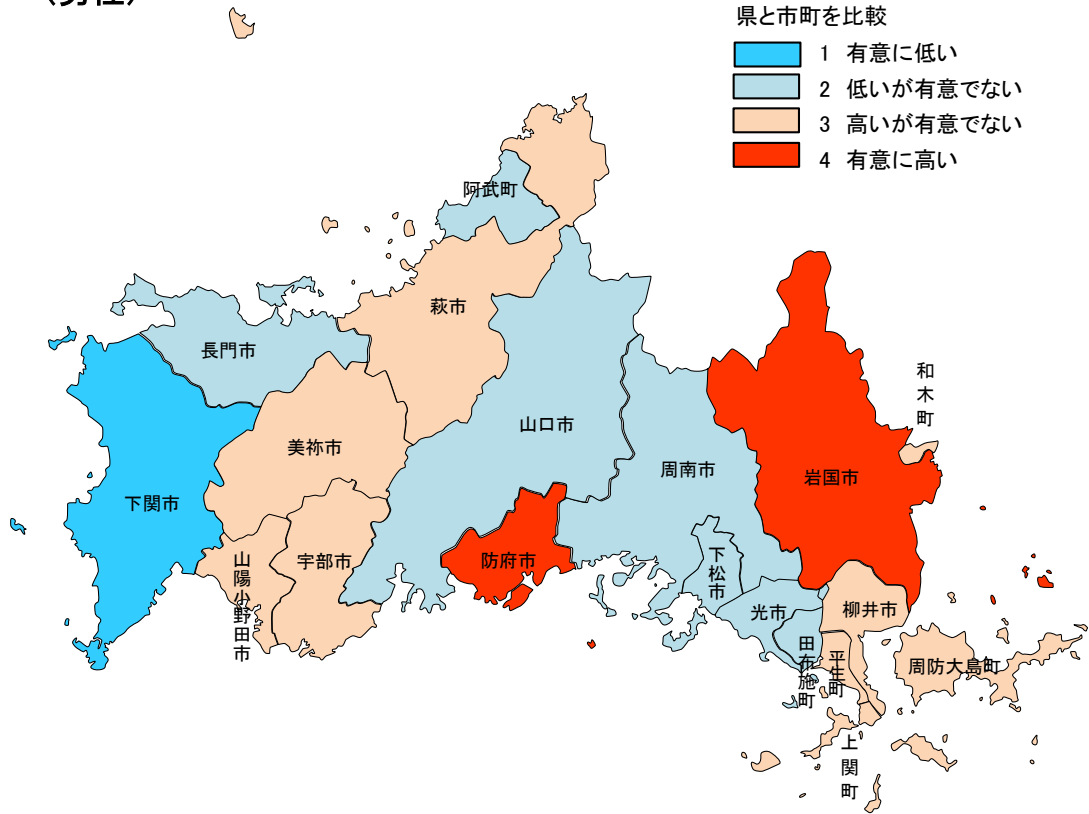 県と市町を比較
1 有意に低い
2 低いが有意でない
3 高いが有意でない
4 有意に高い
阿武町
萩市
長門市
和木町
山口市
美祢市
周南市
岩国市
下関市
宇部市
防府市
山陽小野田市
下松市
光市
柳井市
田布施町
平生町
周防大島町
上関町